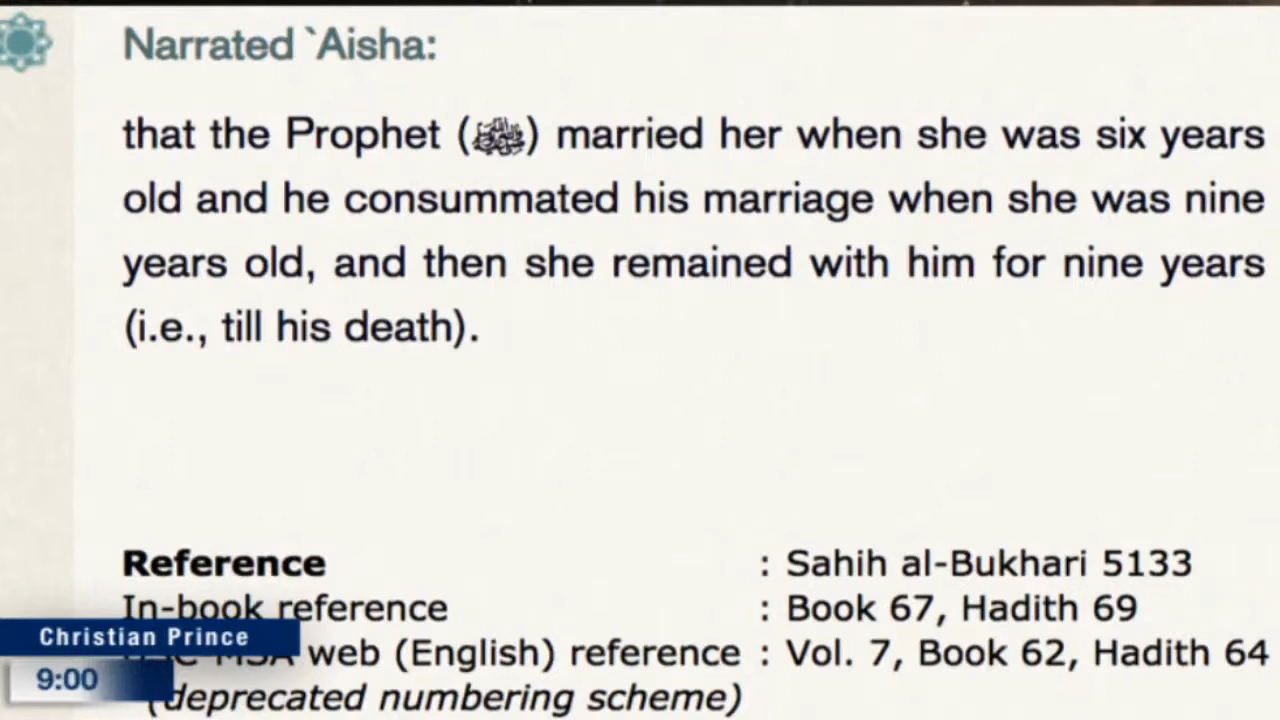 Narrated `Aisha:
that the Prophet (ﷺ) married her when she was six years
old and he consummated his marriage when she was nine
years old, and then she remained with him for nine years
(i.e., till his death).
Reference : Sahih al-Bukhari 5133
In-book reference : Book 67, Hadith 69
web (English) reference : Vol. 7, Book 62, Hadith 64
(deprecated numbering scheme)
Christian Prince
9:00